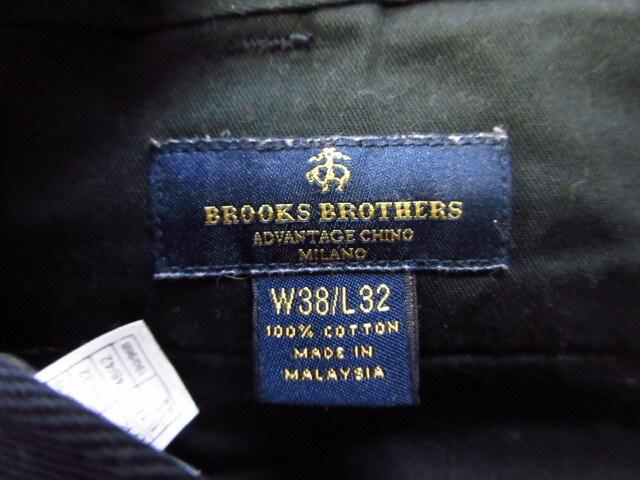 BROOKS BROTHERS
ADVANTAGE CHINO
MILANO
W38/L32
100% COTTON
MADE IN
MALAYSIA